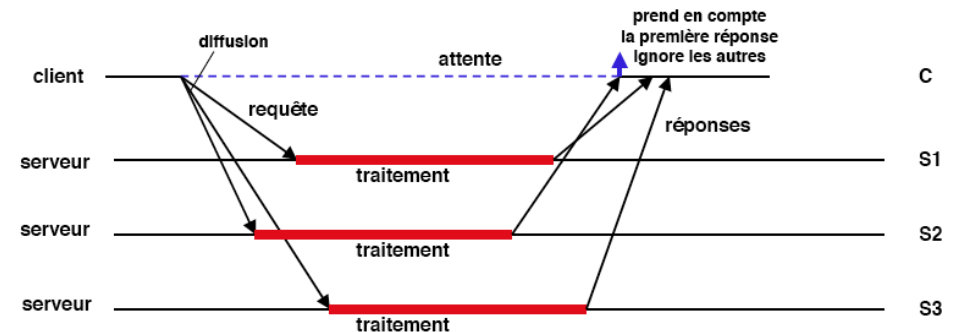 prend en compte
la première réponse
ignore les autres
diffusion
attente
client
C
requête
réponses
serveur
S1
traitement
serveur
S2
traitement
serveur
S3
traitement